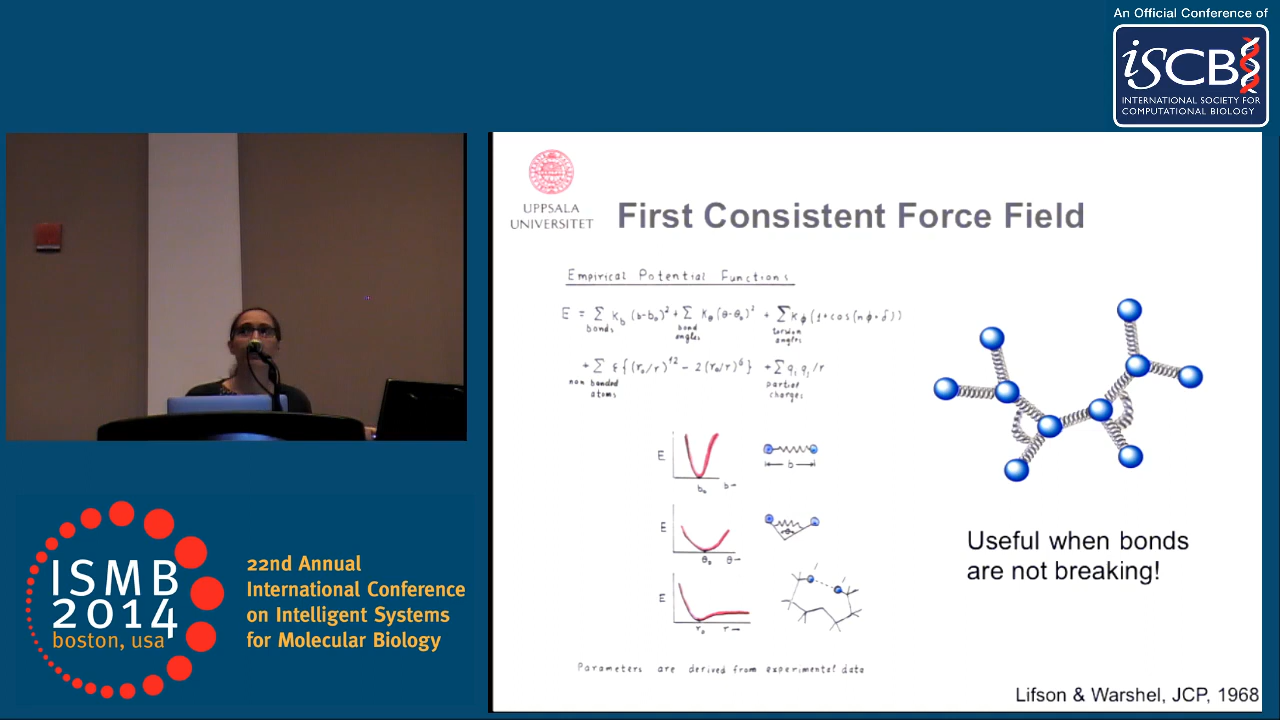 An Official Conference of
iSCB
INTERNATIONAL SOCIETY FOR
COMPUTATIONAL BIOLOGY
UPPSALA
UNIVERSITET
First Consistent Force Field
Empirical Potential Functions
E = Σ K_b (b-b₀)² + Σ K_θ (θ-θ₀)² + Σ K_ϕ (1+cos(nϕ+δ))
bonds bond angles torsion angles
+ Σ ε{(r₀/r)¹² - 2(r₀/r)⁶} + Σ qᵢ qⱼ/r
non bonded atoms partial charges
E
b₀ b→
b
E
θ₀ θ→
θ
E
r₀ r→
Parameters are derived from experimental data
Useful when bonds
are not breaking!
Lifson & Warshel, JCP, 1968
ISMB
2014
boston, usa
22nd Annual
International Conference
on Intelligent Systems
for Molecular Biology